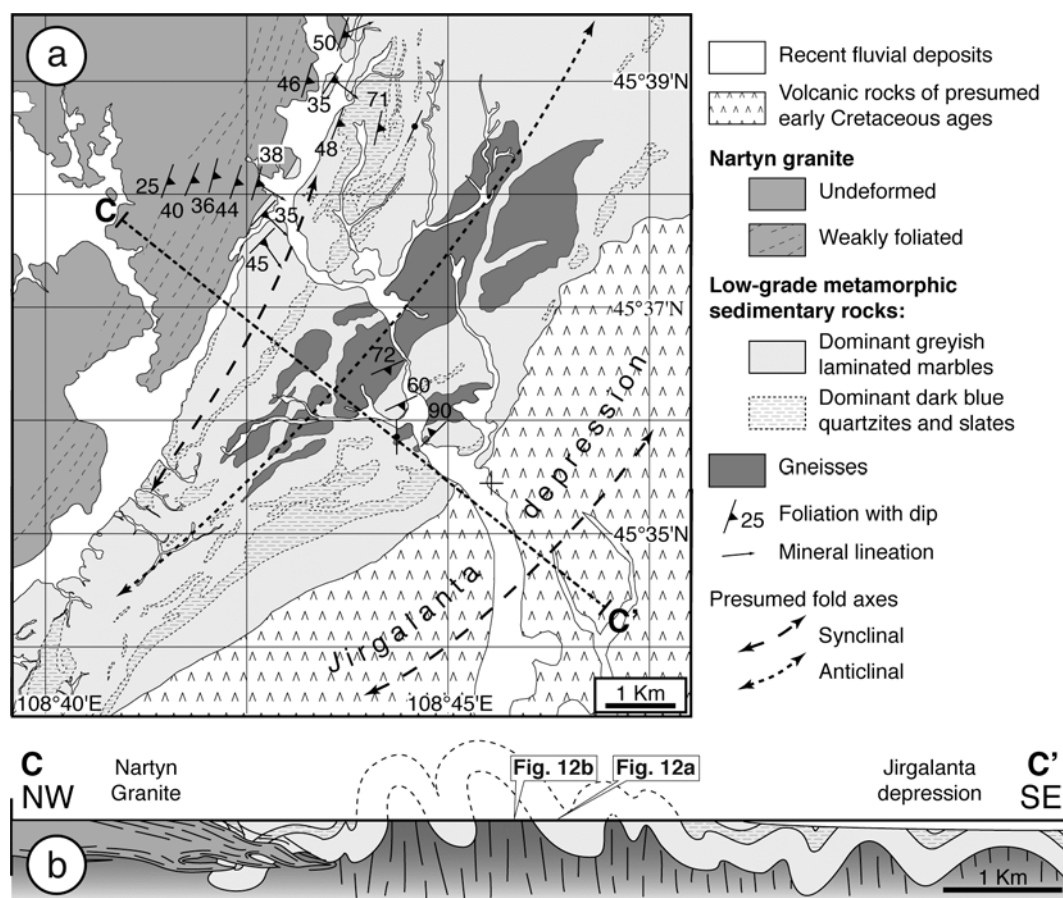 a
50
46
35
71
45°39'N
48
38
25
40
36
44
C
35
45
45°37'N
72
60
90
45°35'N
Jirgalanta depression
C'
108°40'E
108°45'E
1 Km
Recent fluvial deposits
Volcanic rocks of presumed
early Cretaceous ages
Nartyn granite
Undeformed
Weakly foliated
Low-grade metamorphic
sedimentary rocks:
Dominant greyish
laminated marbles
Dominant dark blue
quartzites and slates
Gneisses
25
Foliation with dip
Mineral lineation
Presumed fold axes
Synclinal
Anticlinal
C
NW
Nartyn
Granite
Fig. 12b
Fig. 12a
Jirgalanta
depression
C'
SE
b
1 Km